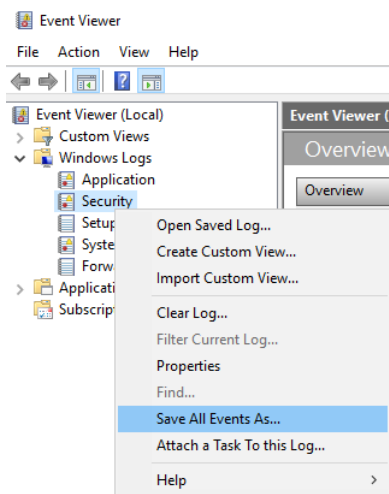 Event Viewer
File Action View Help
Event Viewer (Local)
Custom Views
Windows Logs
Application
Security
Setup
Syste
Forw
Applicati
Subscrip
Event Viewer (
Overview
Overview
Open Saved Log...
Create Custom View...
Import Custom View...
Clear Log...
Filter Current Log...
Properties
Find...
Save All Events As...
Attach a Task To this Log...
Help